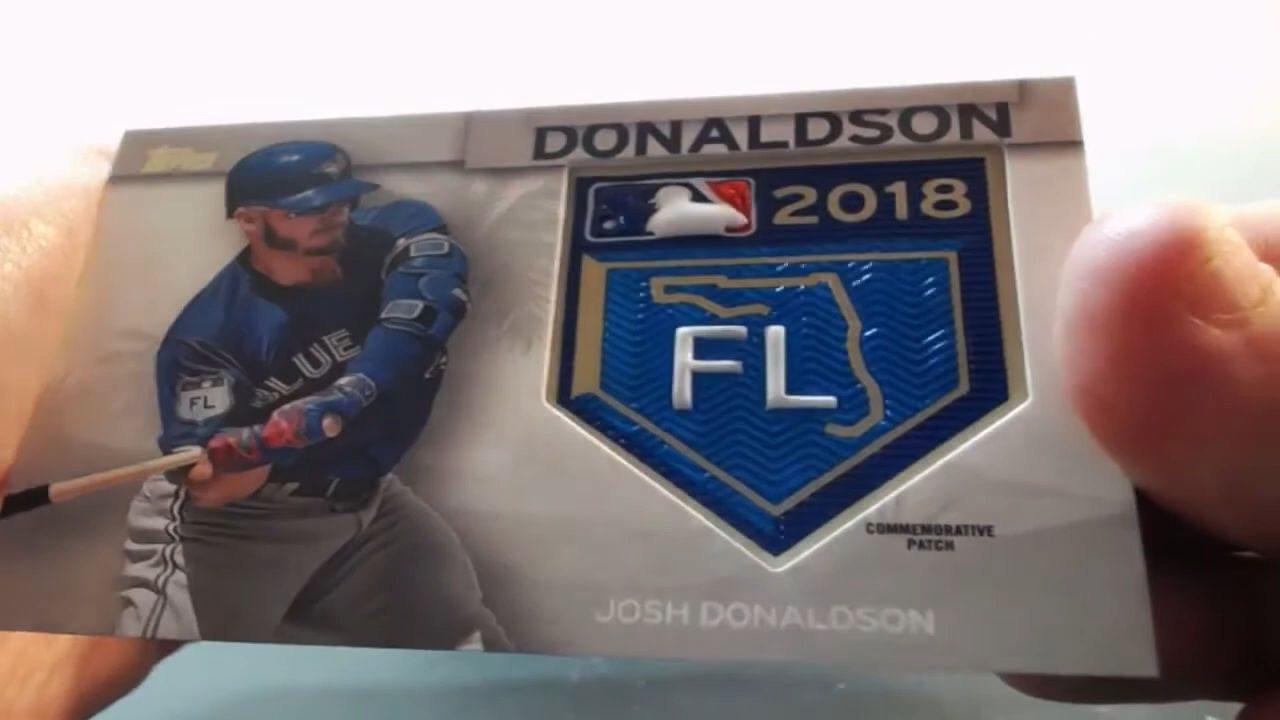 Topps
DONALDSON
2018
FL
BLUE
FL
COMMEMORATIVE
PATCH
JOSH DONALDSON